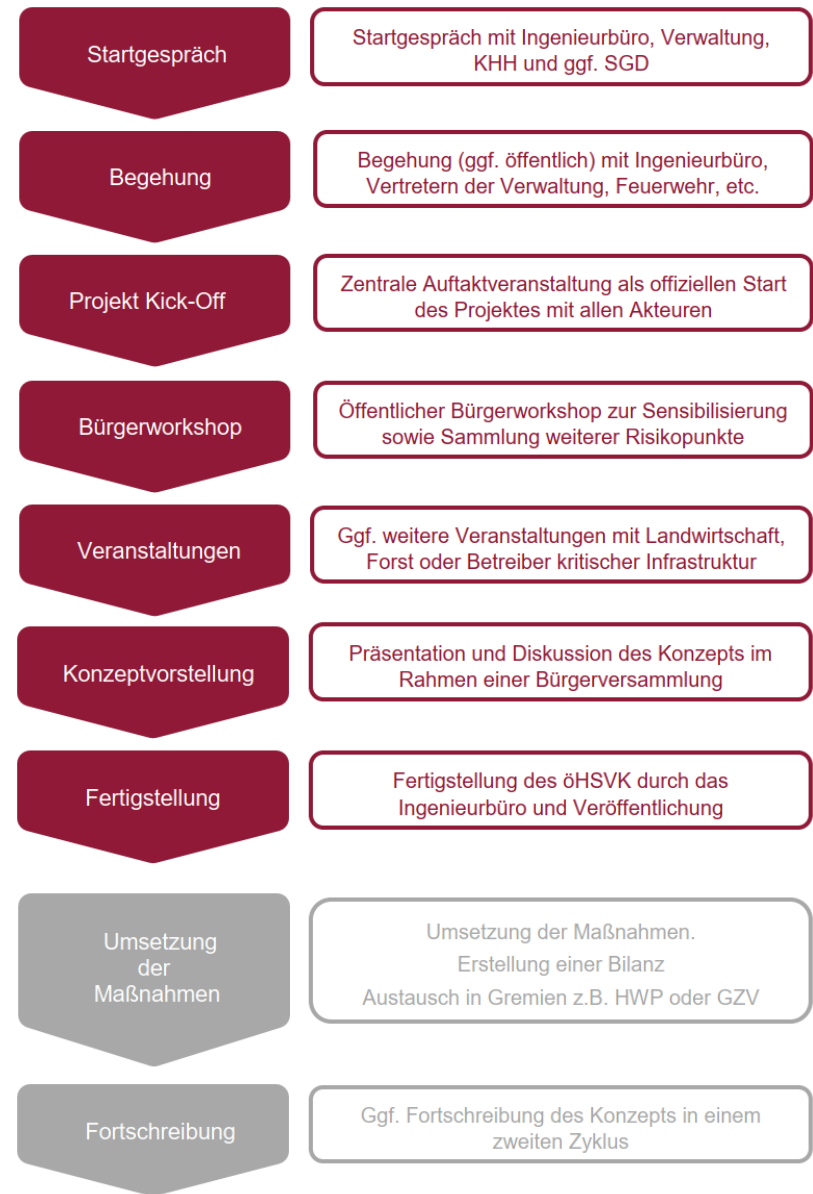 Startgespräch
Startgespräch mit Ingenieurbüro, Verwaltung,
KHH und ggf. SGD
Begehung
Begehung (ggf. öffentlich) mit Ingenieurbüro,
Vertretern der Verwaltung, Feuerwehr, etc.
Projekt Kick-Off
Zentrale Auftaktveranstaltung als offiziellen Start
des Projektes mit allen Akteuren
Bürgerworkshop
Öffentlicher Bürgerworkshop zur Sensibilisierung
sowie Sammlung weiterer Risikopunkte
Veranstaltungen
Ggf. weitere Veranstaltungen mit Landwirtschaft,
Forst oder Betreiber kritischer Infrastruktur
Konzeptvorstellung
Präsentation und Diskussion des Konzepts im
Rahmen einer Bürgerversammlung
Fertigstellung
Fertigstellung des öHSVK durch das
Ingenieurbüro und Veröffentlichung
Umsetzung
der
Maßnahmen
Umsetzung der Maßnahmen.
Erstellung einer Bilanz
Austausch in Gremien z.B. HWP oder GZV
Fortschreibung
Ggf. Fortschreibung des Konzepts in einem
zweiten Zyklus